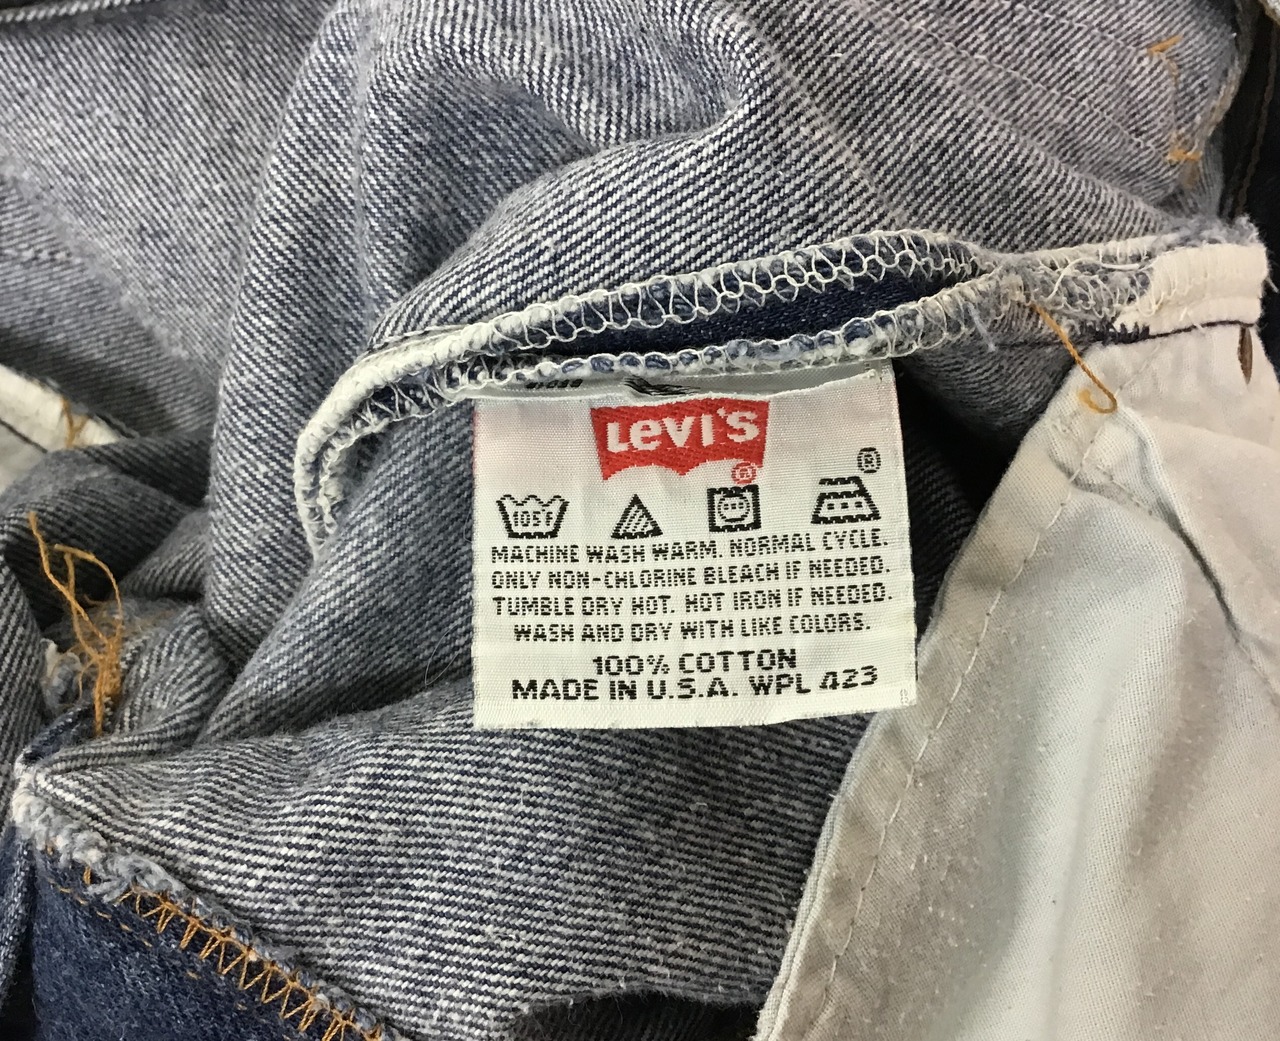 LEVI'S ®
®
105F
MACHINE WASH WARM. NORMAL CYCLE.
ONLY NON-CHLORINE BLEACH IF NEEDED.
TUMBLE DRY HOT. HOT IRON IF NEEDED.
WASH AND DRY WITH LIKE COLORS.
100% COTTON
MADE IN U.S.A. WPL 423